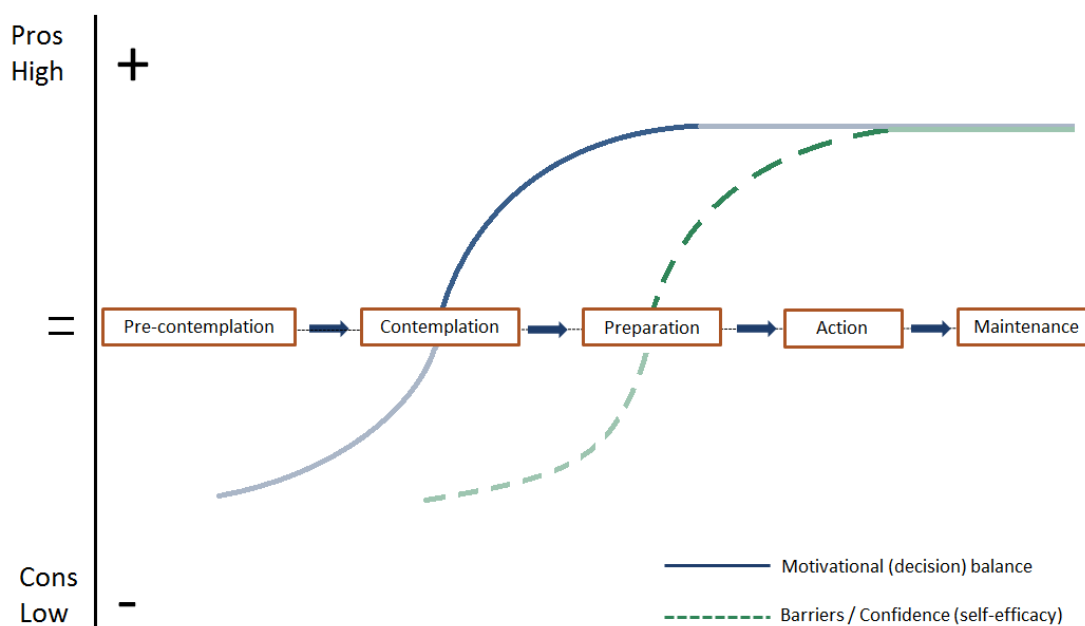 Pros
High
+
=
Pre-contemplation
Contemplation
Preparation
Action
Maintenance
Cons
Low
-
Motivational (decision) balance
Barriers / Confidence (self-efficacy)